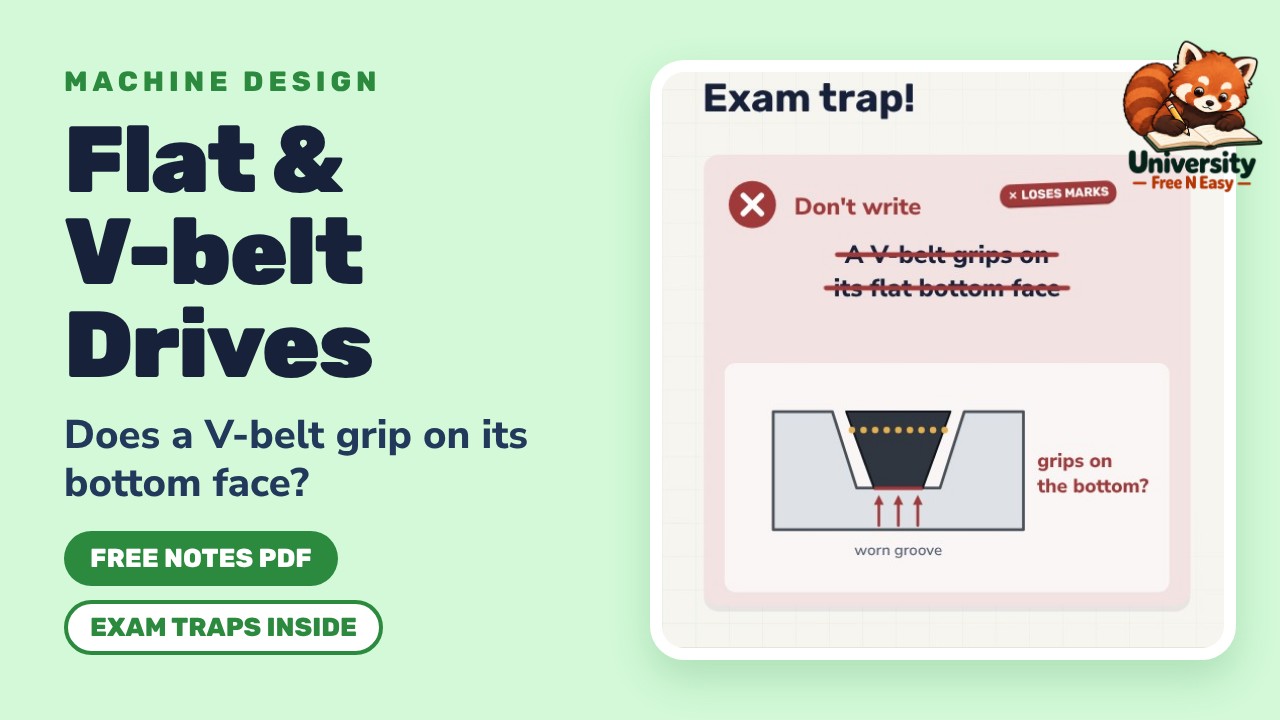 MACHINE DESIGN
Flat &
V-belt
Drives
Does a V-belt grip on its
bottom face?
FREE NOTES PDF
EXAM TRAPS INSIDE
Exam trap!
Don't write
× LOSES MARKS
A V-belt grips on
its flat bottom face
grips on
the bottom?
worn groove
University
Free N Easy